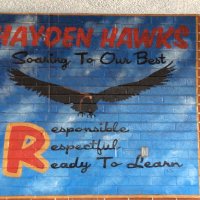 HAYDEN HAWKS
Soaring To Our Best,
Responsible
Respectful
Ready To Learn